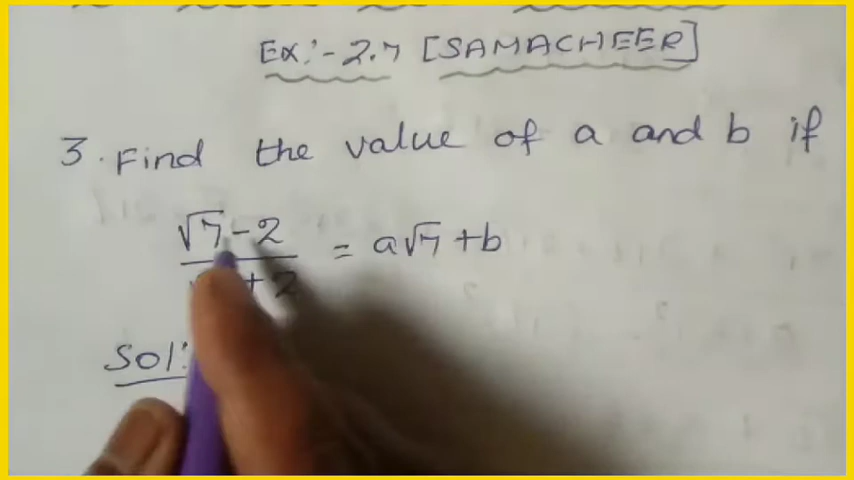 Ex:- 2.7 [SAMACHEER]
3. Find the value of a and b if
√7-2
= a√7 +b
+ 2
Sol: